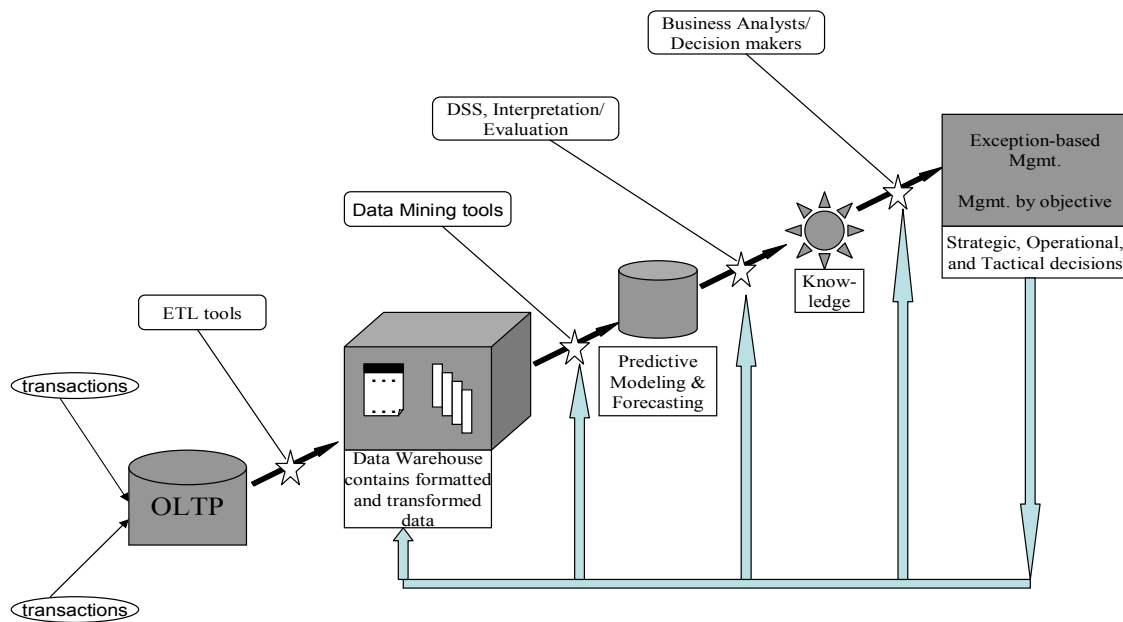 Business Analysts/
Decision makers
DSS, Interpretation/
Evaluation
Exception-based
Mgmt.
Mgmt. by objective
Data Mining tools
Strategic, Operational,
and Tactical decisions
Know-
ledge
ETL tools
Predictive
Modeling &
Forecasting
transactions
Data Warehouse
contains formatted
and transformed
data
OLTP
transactions